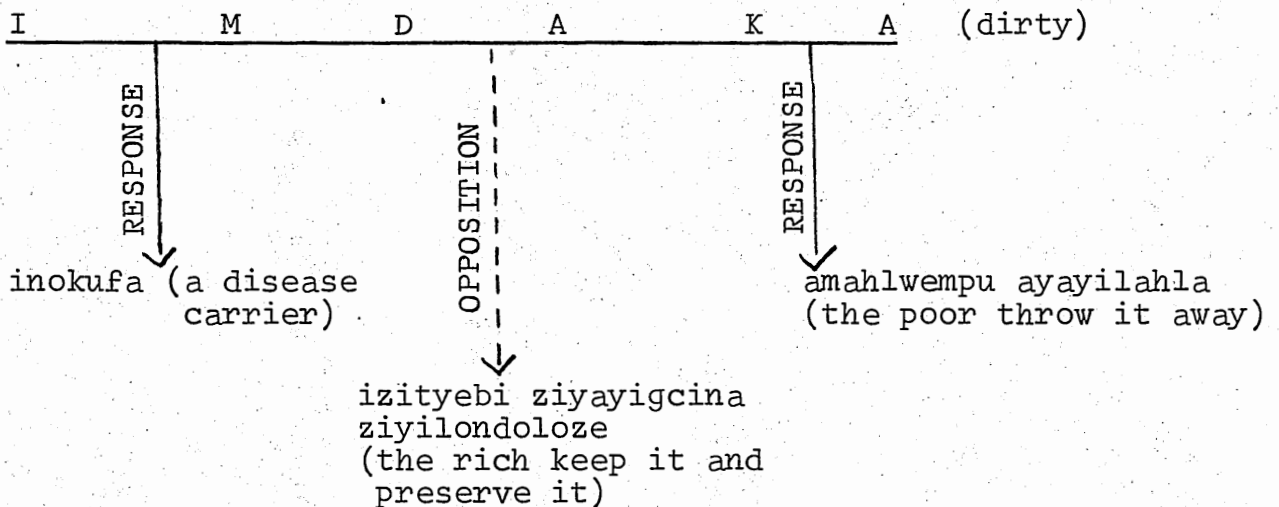 I M D A K A (dirty)
RESPONSE
OPPOSITION
RESPONSE
inokufa (a disease
carrier)
amahlwempu ayayilahla
(the poor throw it away)
izityebi ziyayigcina
ziyilondoloze
(the rich keep it and
preserve it)